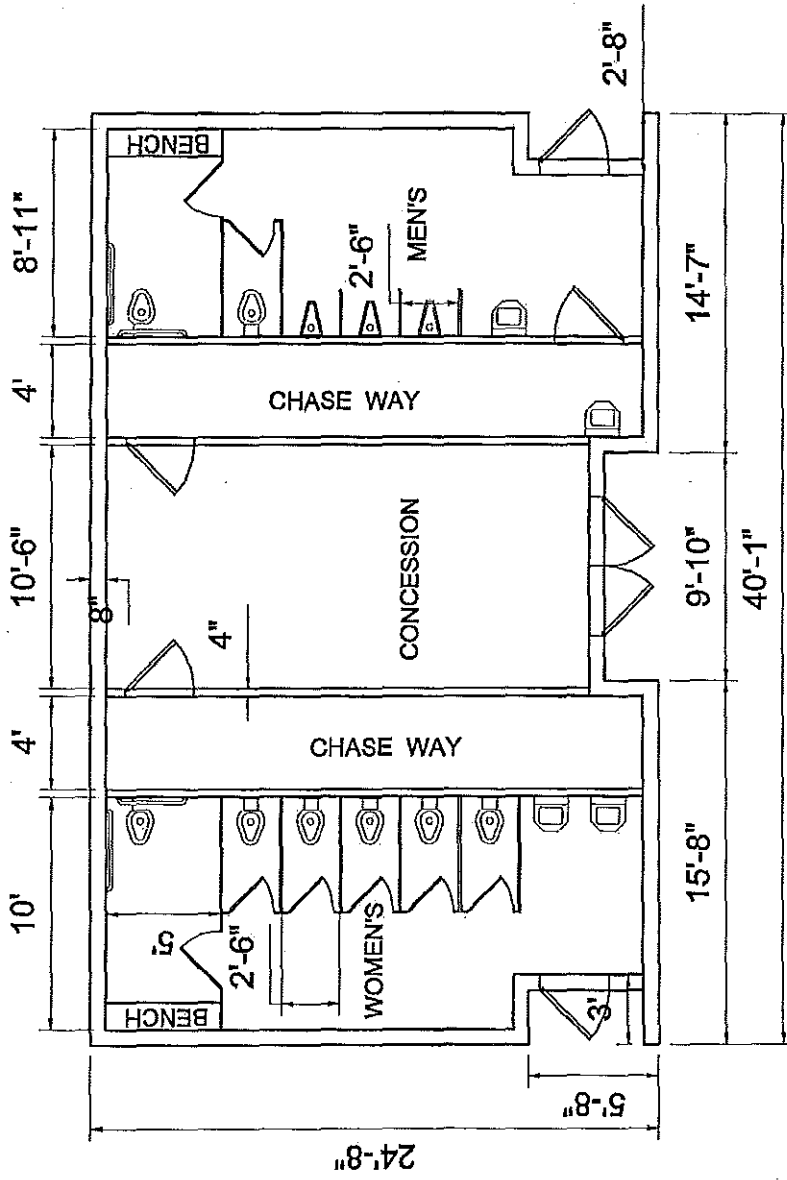 10'
4'
10'-6"
4'
8'-11"
8"
4"
BENCH
BENCH
5'
2'-6"
WOMEN'S
CHASE WAY
CONCESSION
CHASE WAY
2'-6"
MEN'S
3'
5'-8"
24'-8"
2'-8"
15'-8"
9'-10"
14'-7"
40'-1"